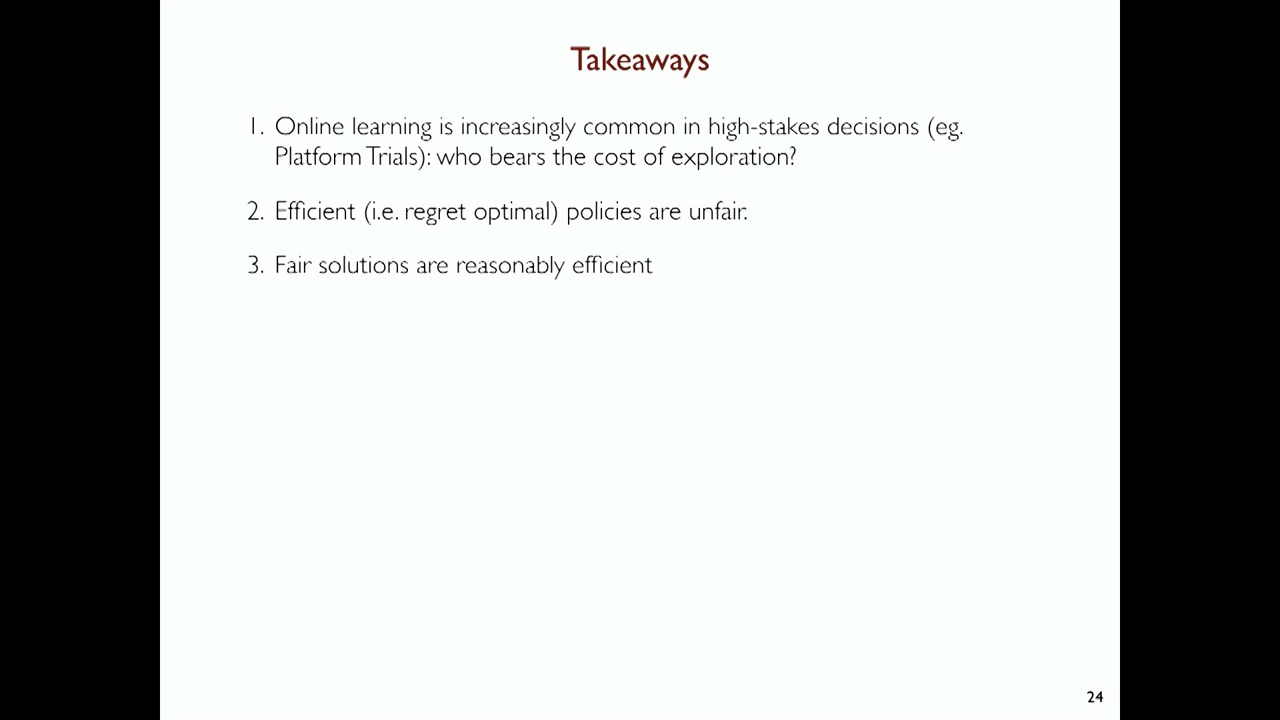 Takeaways
1. Online learning is increasingly common in high-stakes decisions (eg.
Platform Trials): who bears the cost of exploration?
2. Efficient (i.e. regret optimal) policies are unfair.
3. Fair solutions are reasonably efficient
24